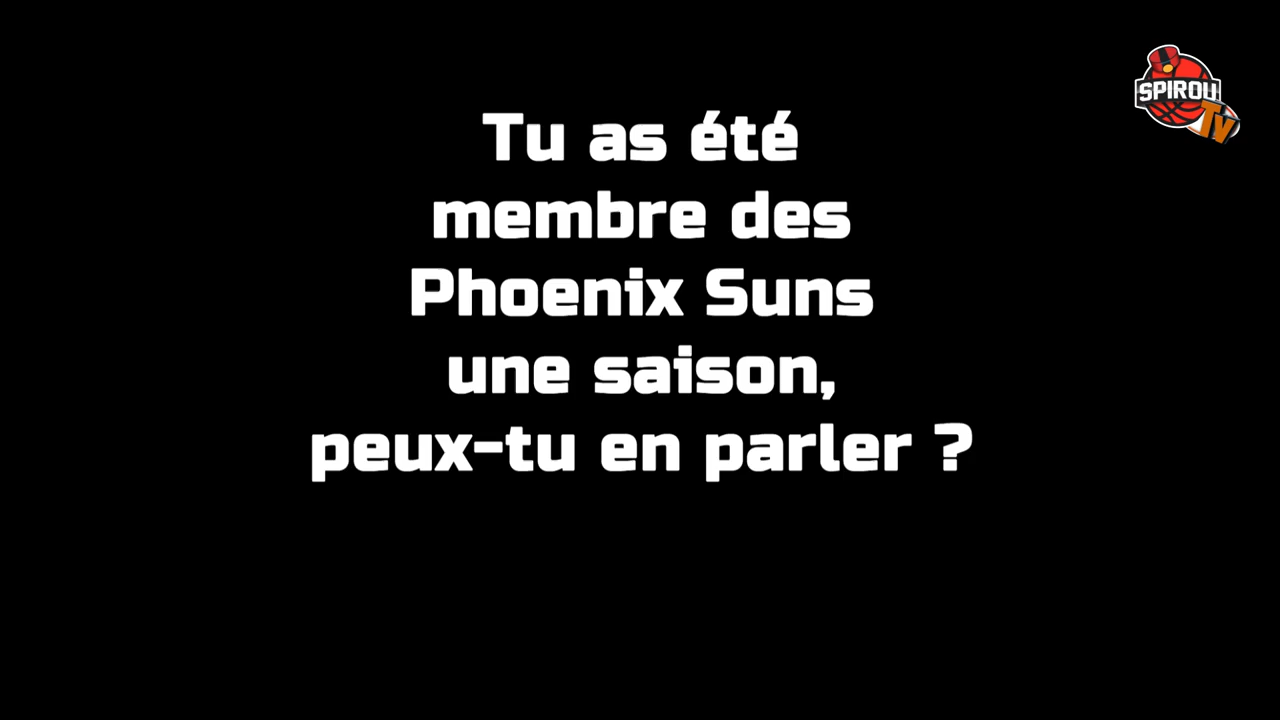 Tu as été
membre des
Phoenix Suns
une saison,
peux-tu en parler ?
SPIROU
TV